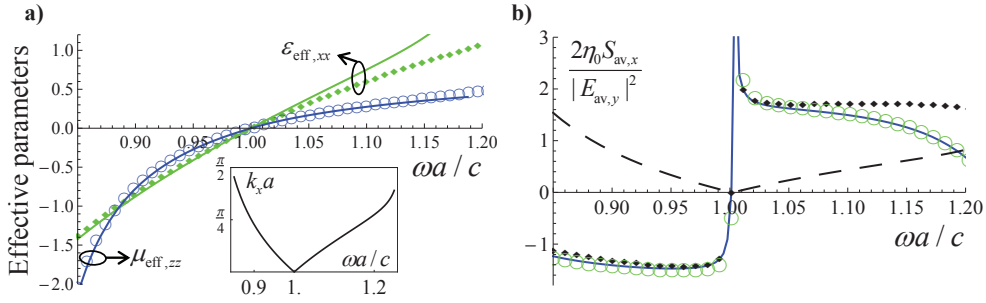 a)
Effective parameters
1.0
0.5
0.0
−0.5
−1.0
−1.5
−2.0
0.90
0.95
1.00
1.05
1.10
1.15
1.20
ωa / c
ε_eff,xx
μ_eff,zz
k_x a
π/2
π/4
0.9
1.
1.2
ωa / c
b)
2η_0 S_av,x
| E_av,y |^2
3
2
1
0
−1
0.90
0.95
1.00
1.05
1.10
1.15
1.20
ωa / c